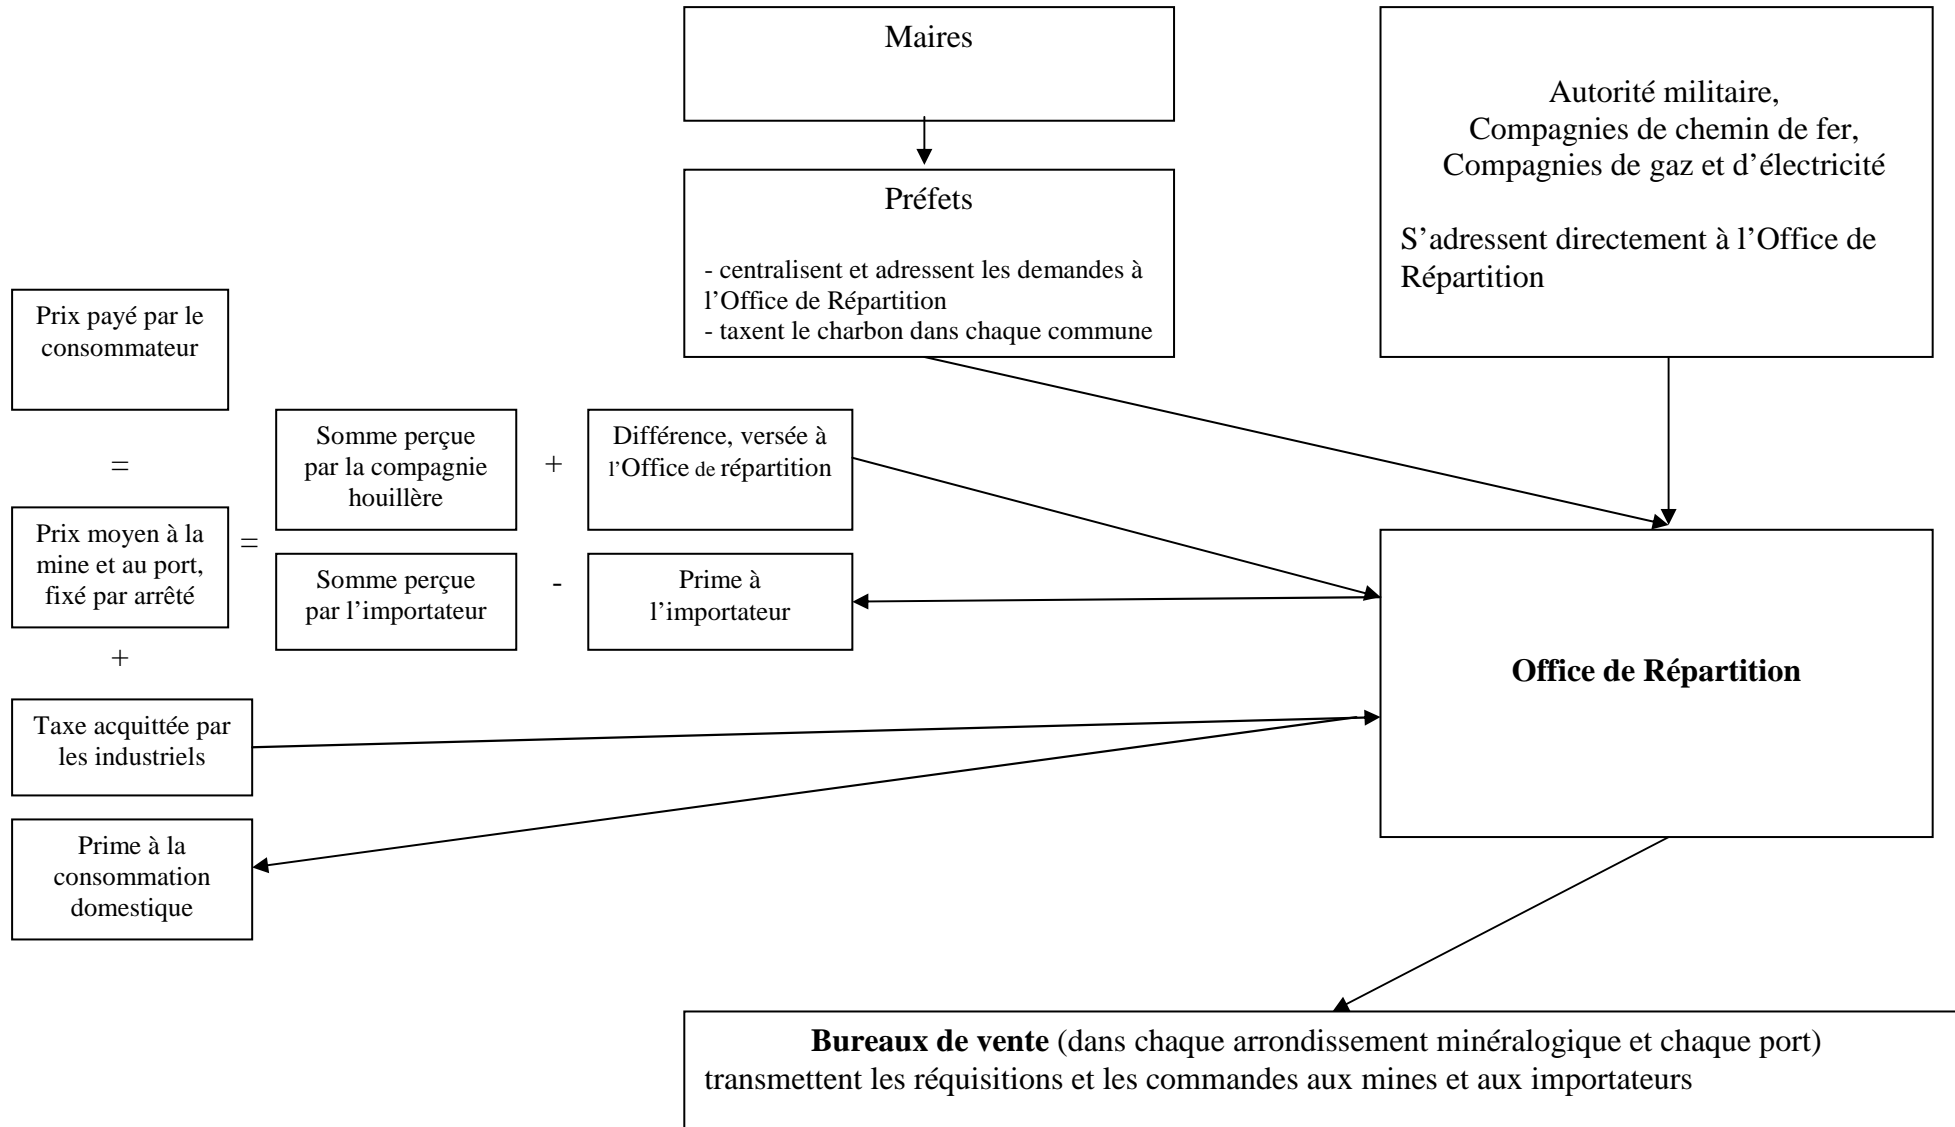 Maires
Autorité militaire,
Compagnies de chemin de fer,
Compagnies de gaz et d’électricité
S’adressent directement à l’Office de
Répartition
Préfets
- centralisent et adressent les demandes à
l’Office de Répartition
- taxent le charbon dans chaque commune
Prix payé par le
consommateur
=
Prix moyen à la
mine et au port,
fixé par arrêté
=
Somme perçue
par la compagnie
houillère
+
Différence, versée à
l’Office de répartition
Somme perçue
par l’importateur
-
Prime à
l’importateur
+
Taxe acquittée par
les industriels
Prime à la
consommation
domestique
Office de Répartition
Bureaux de vente (dans chaque arrondissement minéralogique et chaque port)
transmettent les réquisitions et les commandes aux mines et aux importateurs